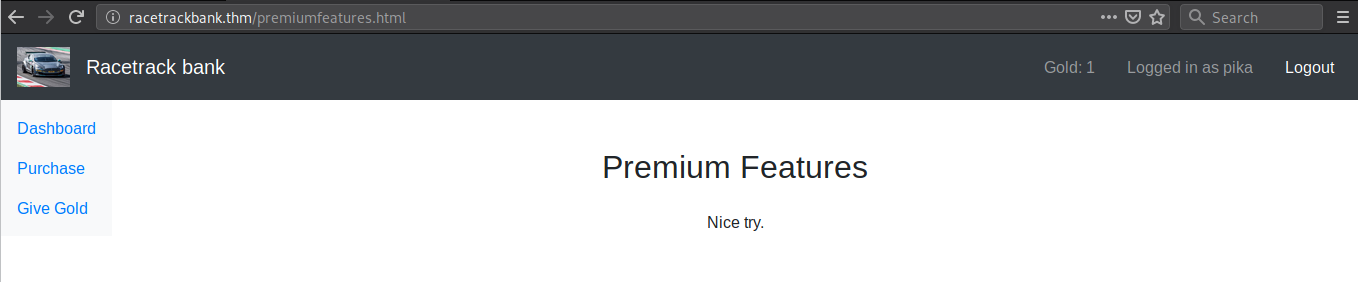 racetrackbank.thm/premiumfeatures.html
Search
Racetrack bank
Gold: 1
Logged in as pika
Logout
Dashboard
Purchase
Give Gold
Premium Features
Nice try.